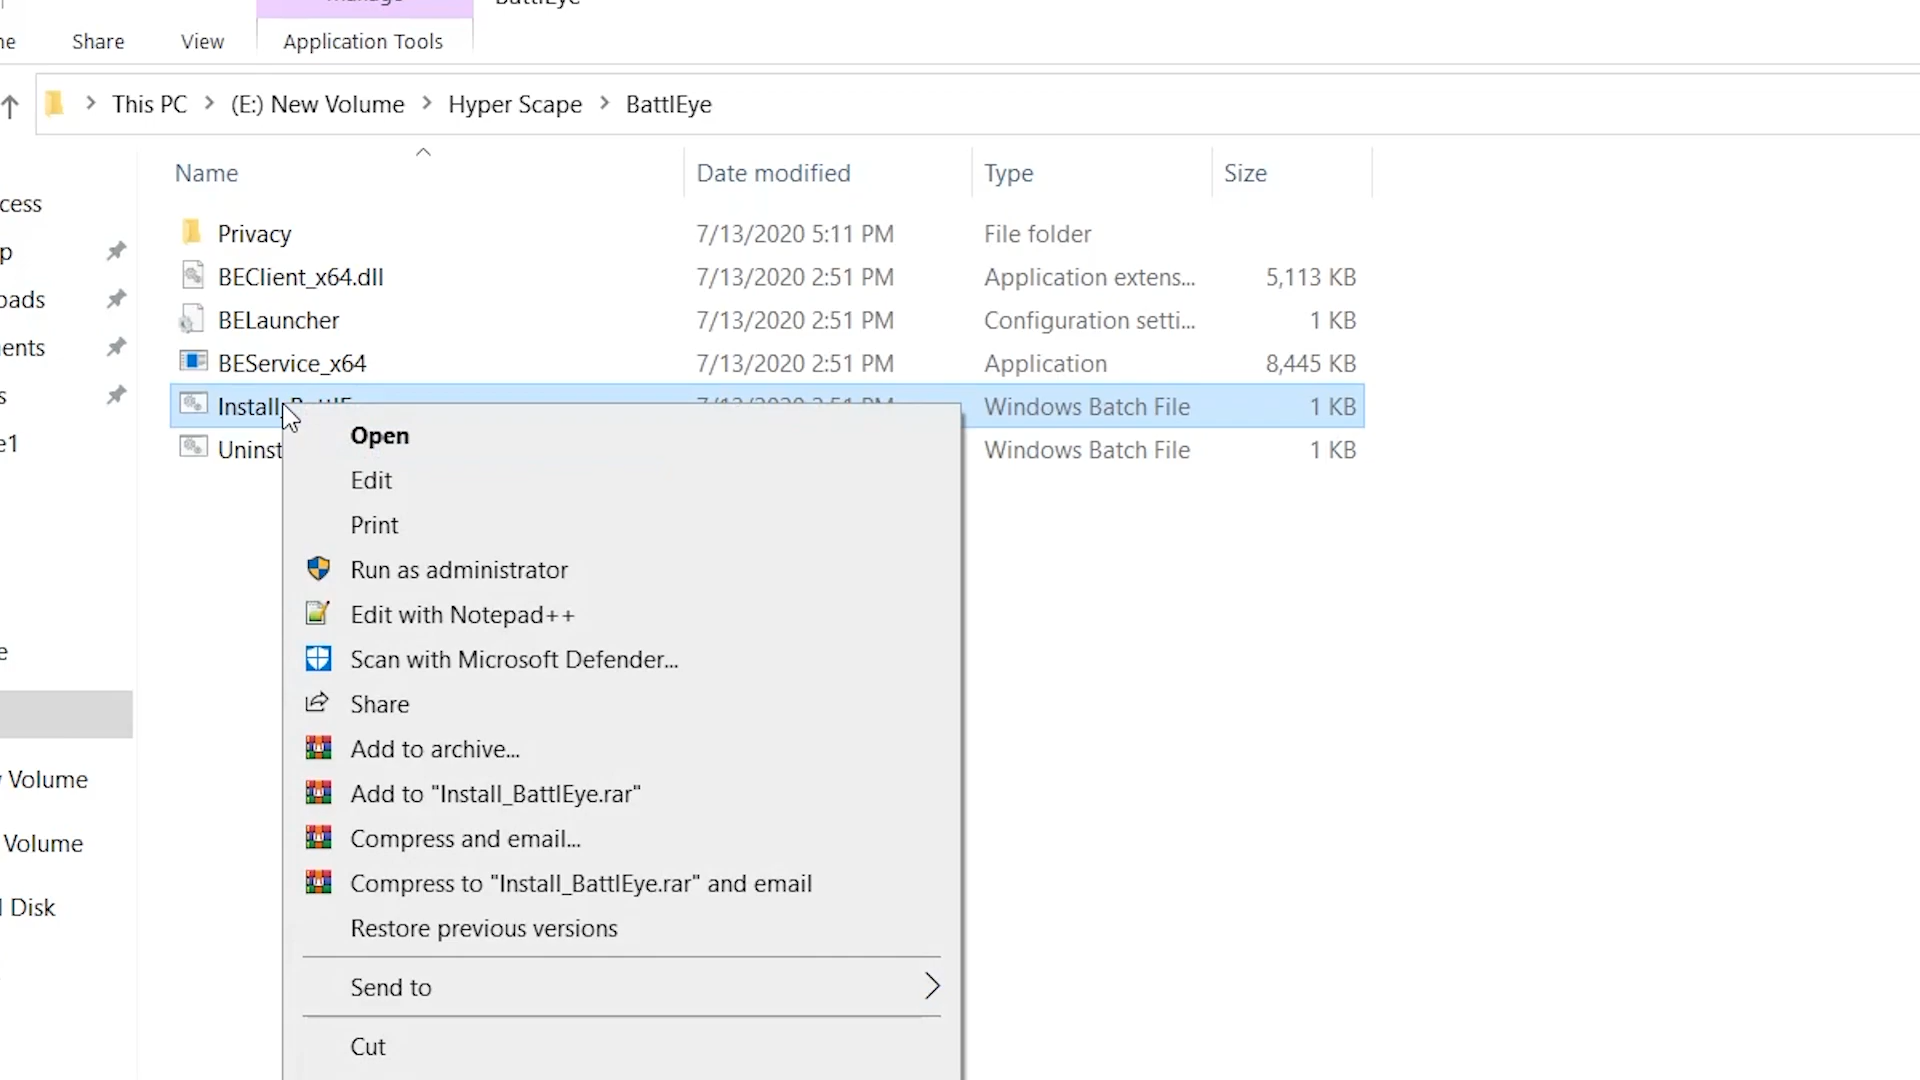 Share View Application Tools
This PC > (E:) New Volume > Hyper Scape > BattlEye
Name Date modified Type Size
Privacy 7/13/2020 5:11 PM File folder
BEClient_x64.dll 7/13/2020 2:51 PM Application extens... 5,113 KB
BELauncher 7/13/2020 2:51 PM Configuration setti... 1 KB
BEService_x64 7/13/2020 2:51 PM Application 8,445 KB
Windows Batch File 1 KB
Windows Batch File 1 KB
Open
Edit
Print
Run as administrator
Edit with Notepad++
Scan with Microsoft Defender...
Share
Add to archive...
Add to "Install_BattlEye.rar"
Compress and email...
Compress to "Install_BattlEye.rar" and email
Restore previous versions
Send to
Cut
cess
oads
ents
e1
Volume
Volume
Disk